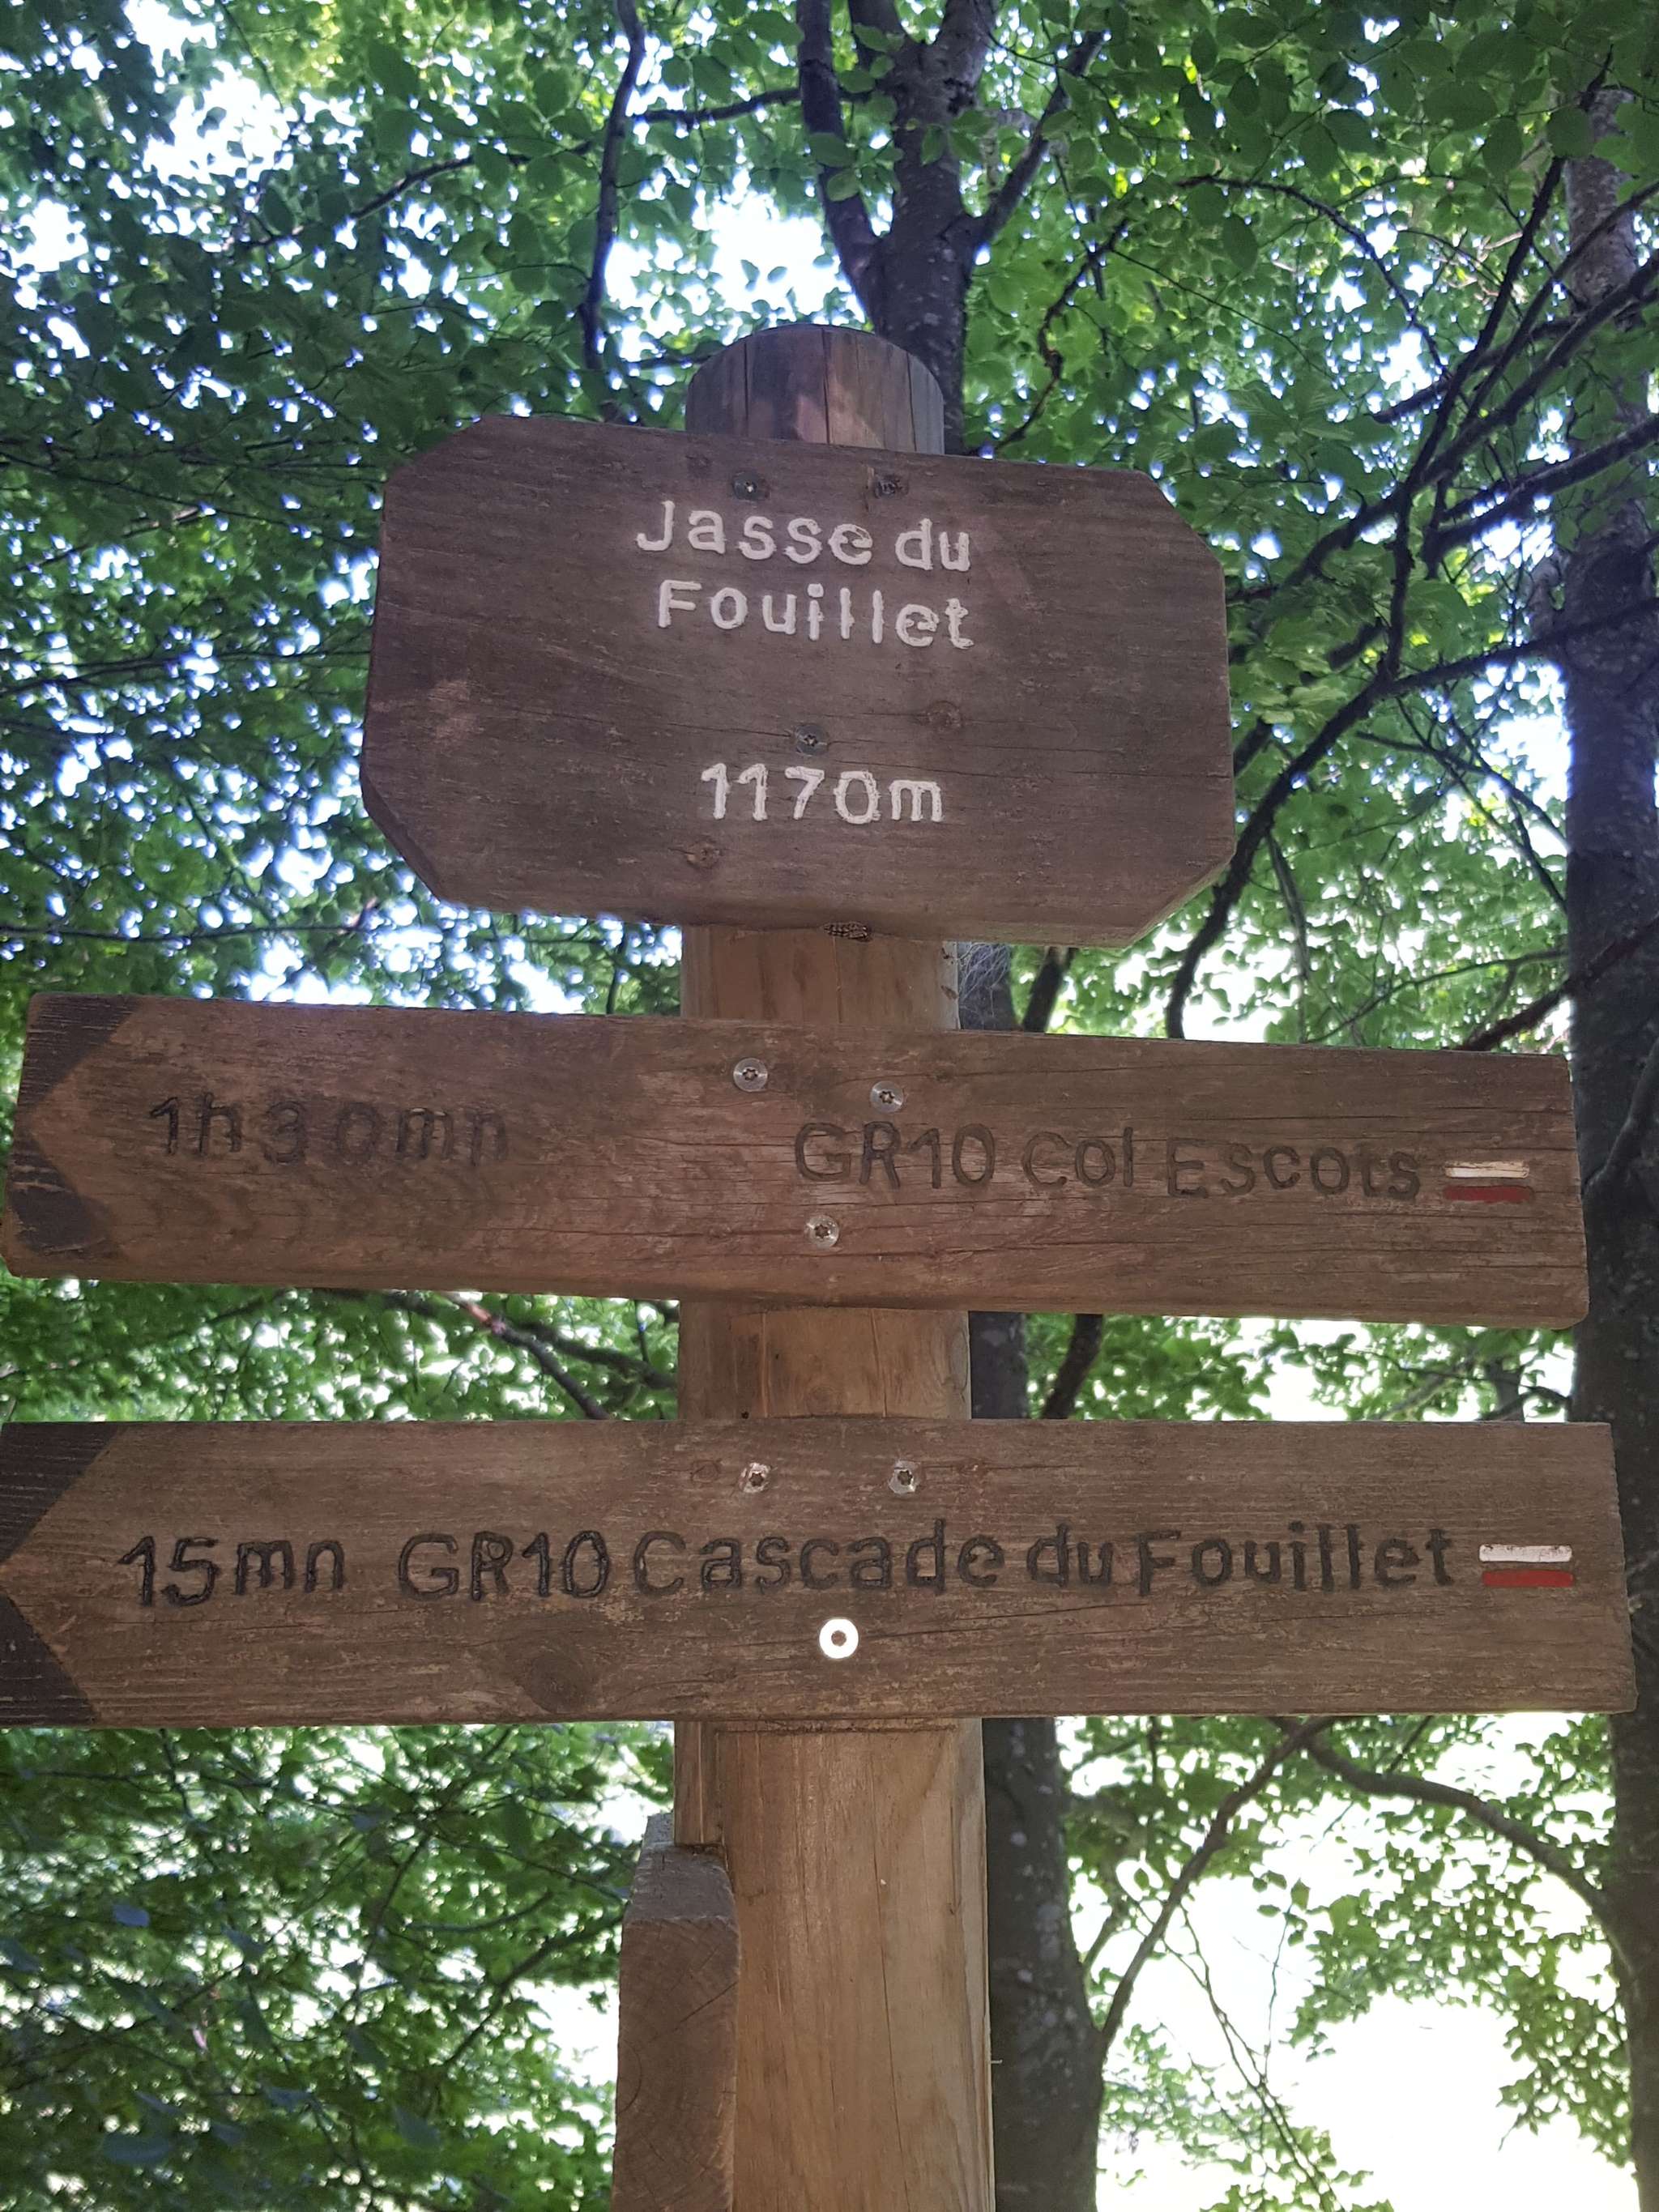 Jasse du
Fouillet
1170m
1h30mn GR10 Col Escots
15mn GR10 Cascade du Fouillet